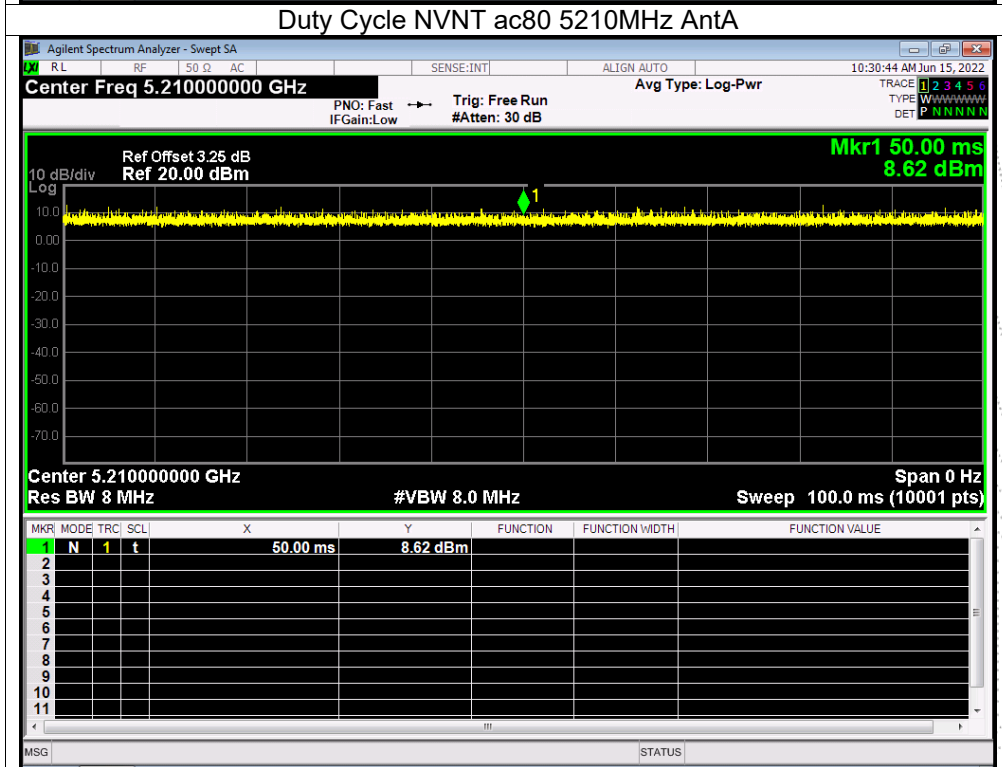 Duty Cycle NVNT ac80 5210MHz AntA
Agilent Spectrum Analyzer - Swept SA
LXI RL RF 50 Ω AC SENSE:INT ALIGN AUTO 10:30:44 AM Jun 15, 2022
Center Freq 5.210000000 GHz Avg Type: Log-Pwr TRACE 1 2 3 4 5 6
PNO: Fast Trig: Free Run TYPE WWWWWW
IFGain:Low #Atten: 30 dB DET P N N N N N
Mkr1 50.00 ms
Ref Offset 3.25 dB
10 dB/div Ref 20.00 dBm 8.62 dBm
Log
1
10.0
0.00
-10.0
-20.0
-30.0
-40.0
-50.0
-60.0
-70.0
Center 5.210000000 GHz Span 0 Hz
Res BW 8 MHz #VBW 8.0 MHz Sweep 100.0 ms (10001 pts)
MKR MODE TRC SCL X Y FUNCTION FUNCTION WIDTH FUNCTION VALUE
1 N 1 t 50.00 ms 8.62 dBm
2
3
4
5
6
7
8
9
10
11
MSG STATUS